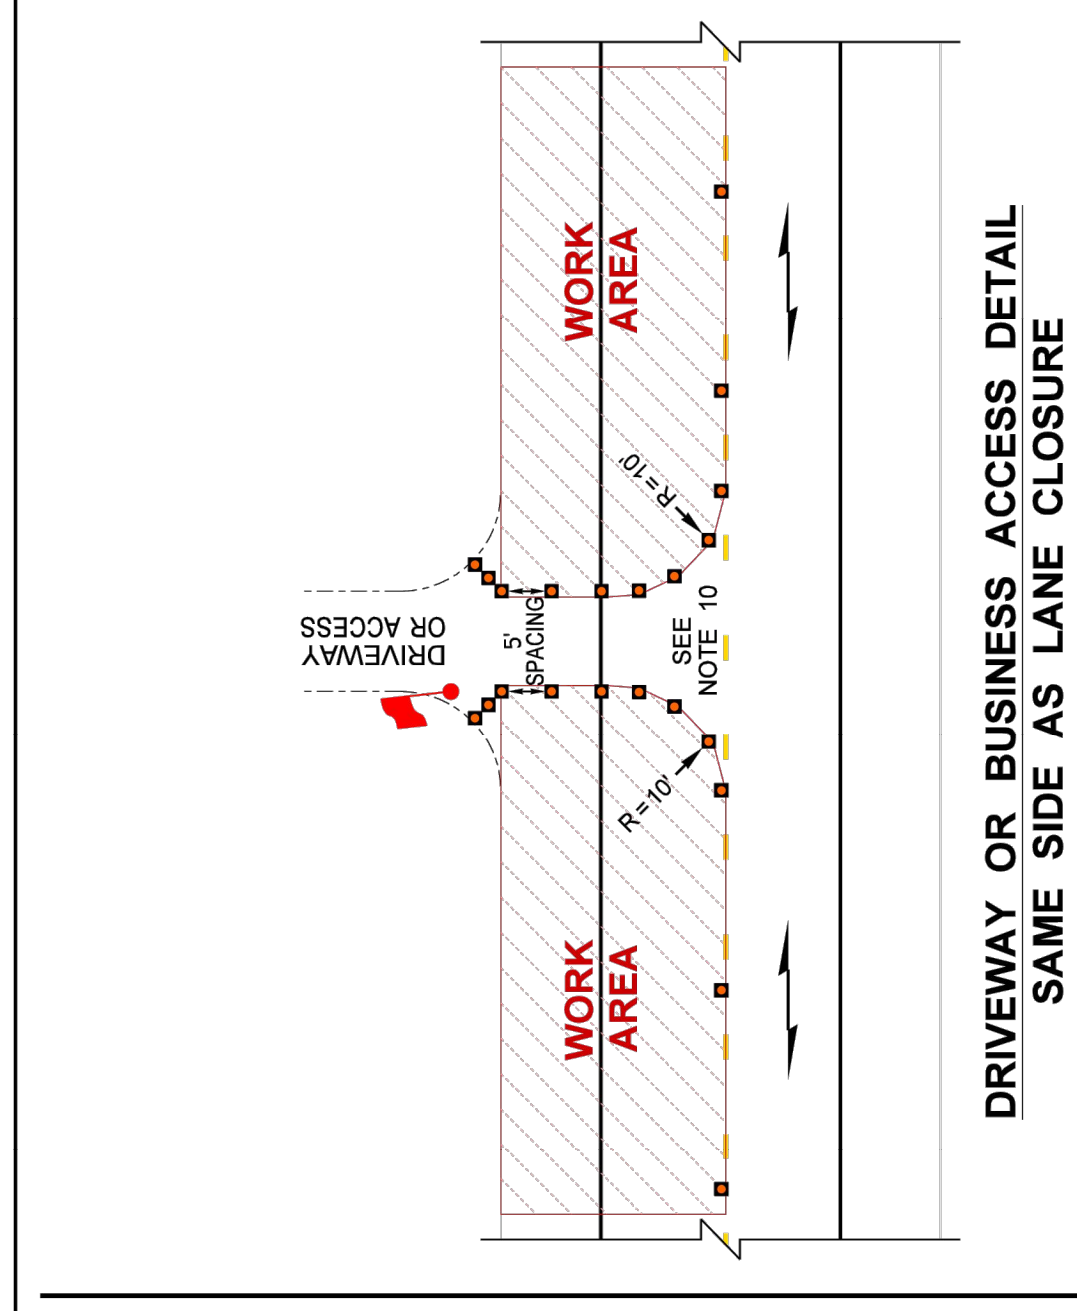 WORK
AREA
R=10'
DRIVEWAY
OR ACCESS
5'
SPACING
SEE
NOTE 10
R=10'
WORK
AREA
DRIVEWAY OR BUSINESS ACCESS DETAIL
SAME SIDE AS LANE CLOSURE